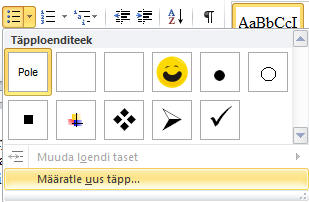 AaBbCcI
Täpploenditeek
Pole
Muuda loendi taset
Määratle uus täpp...